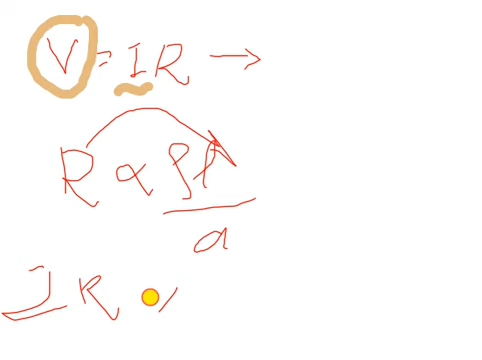 V = IR →
R ∝ ρl
a
IR